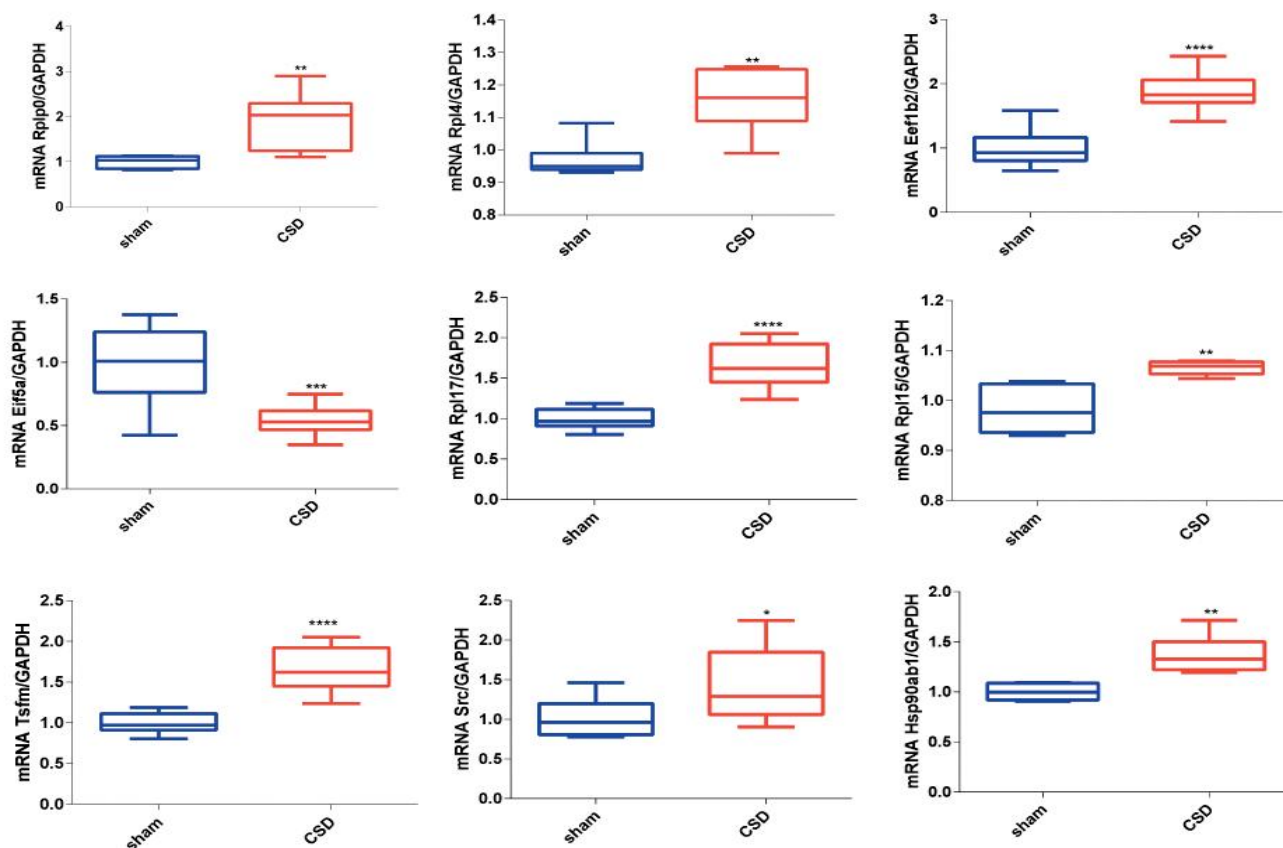 mRNA Rplp0/GAPDH
4
3
2
1
0
**
sham
CSD
mRNA Rpl4/GAPDH
1.4
1.3
1.2
1.1
1.0
0.9
0.8
**
shan
CSD
mRNA Eef1b2/GAPDH
3
2
1
0
****
sham
CSD
mRNA Eif5a/GAPDH
1.5
1.0
0.5
0.0
***
sham
CSD
mRNA Rpl17/GAPDH
2.5
2.0
1.5
1.0
0.5
0.0
****
sham
CSD
mRNA Rpl15/GAPDH
1.2
1.1
1.0
0.9
0.8
**
sham
CSD
mRNA Tsfm/GAPDH
2.5
2.0
1.5
1.0
0.5
0.0
****
sham
CSD
mRNA Src/GAPDH
2.5
2.0
1.5
1.0
0.5
0.0
*
sham
CSD
mRNA Hsp90ab1/GAPDH
2.0
1.5
1.0
0.5
0.0
**
sham
CSD